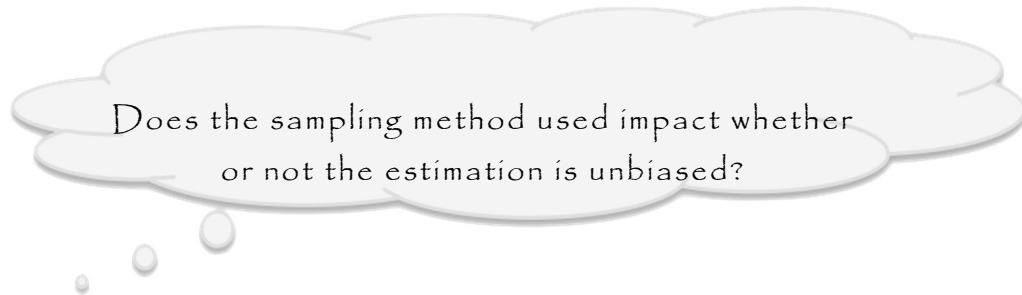 Does the sampling method used impact whether
or not the estimation is unbiased?